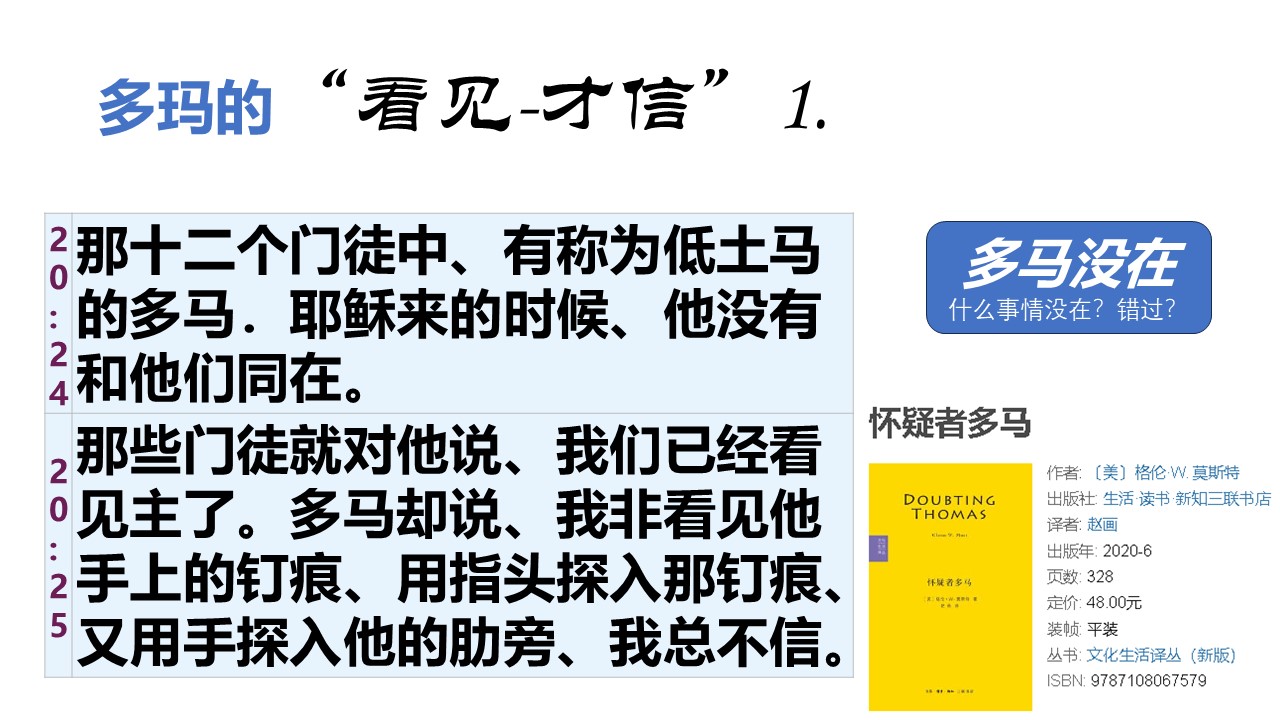 多玛的“看见-才信” 1.
20:24
那十二个门徒中、有称为低土马
的多马．耶稣来的时候、他没有
和他们同在。
20:25
那些门徒就对他说、我们已经看
见主了。多马却说、我非看见他
手上的钉痕、用指头探入那钉痕、
又用手探入他的肋旁、我总不信。
多马没在
什么事情没在？错过？
怀疑者多马
DOUBTING
THOMAS
Glenn W. Most
怀疑者多马
作者: 〔美〕格伦·W. 莫斯特
出版社: 生活·读书·新知三联书店
译者: 赵画
出版年: 2020-6
页数: 328
定价: 48.00元
装帧: 平装
丛书: 文化生活译丛（新版）
ISBN: 9787108067579